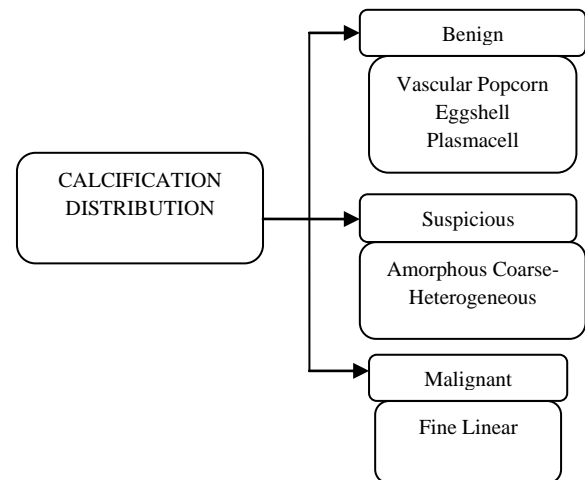 CALCIFICATION
DISTRIBUTION
Benign
Vascular Popcorn
Eggshell
Plasmacell
Suspicious
Amorphous Coarse-
Heterogeneous
Malignant
Fine Linear